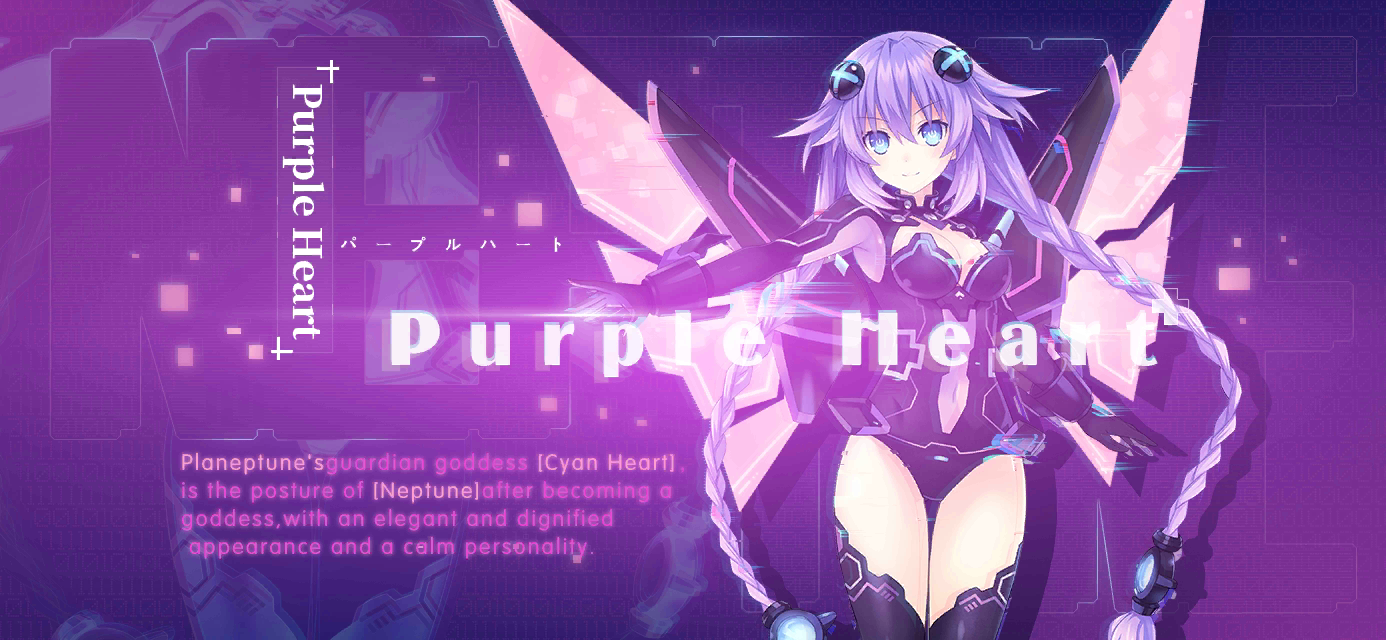 Purple Heart
パープルハート
Purple Heart
Planeptune'sguardian goddess [Cyan Heart],
is the posture of [Neptune]after becoming a
goddess,with an elegant and dignified
appearance and a calm personality.